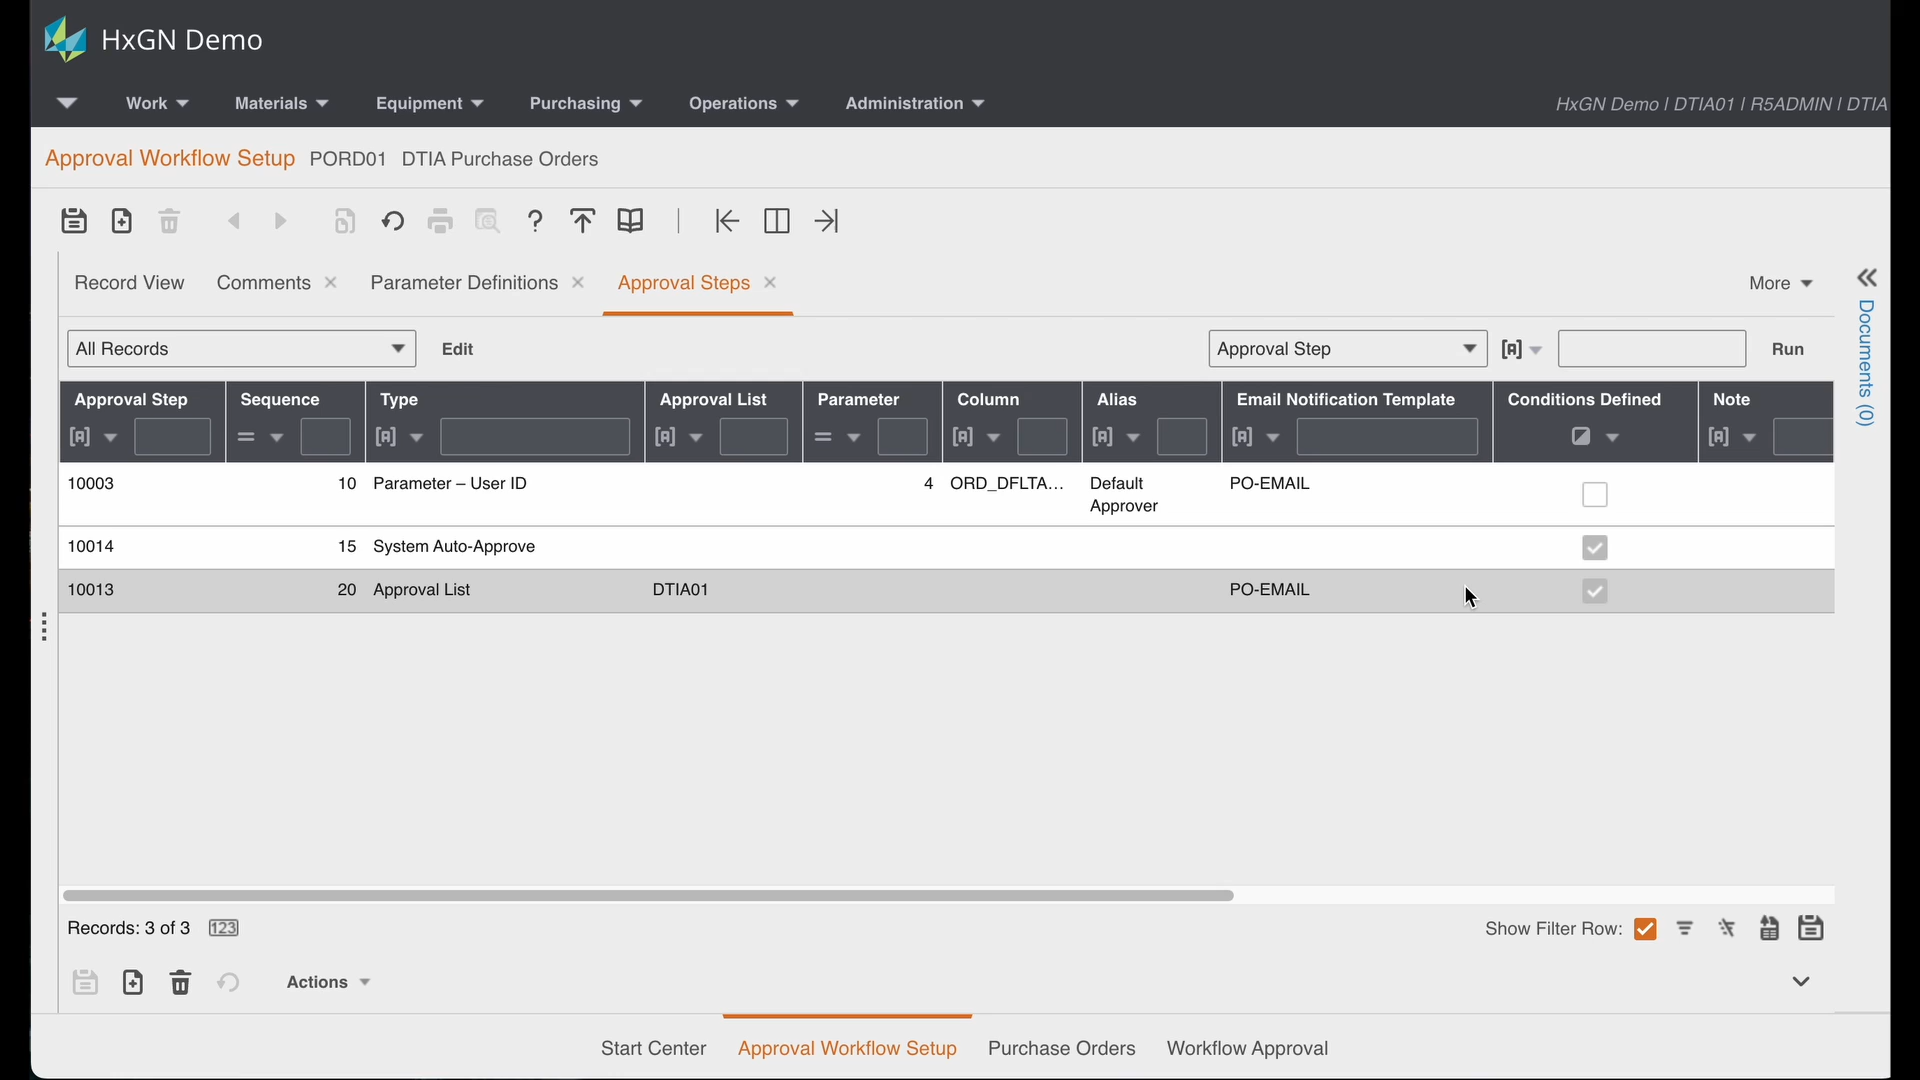 HxGN Demo
Work Materials Equipment Purchasing Operations Administration HxGN Demo | DTIA01 | R5ADMIN | DTIA
Approval Workflow Setup PORD01 DTIA Purchase Orders
Record View Comments Parameter Definitions Approval Steps More
Documents (0)
All Records Edit Approval Step [A] Run
Approval Step Sequence Type Approval List Parameter Column Alias Email Notification Template Conditions Defined Note
[A] = [A] [A] = [A] [A] [A] [A]
10003 10 Parameter – User ID 4 ORD_DFLTA... Default PO-EMAIL
Approver
10014 15 System Auto-Approve
10013 20 Approval List DTIA01 PO-EMAIL
Records: 3 of 3 123 Show Filter Row:
Actions
Start Center Approval Workflow Setup Purchase Orders Workflow Approval